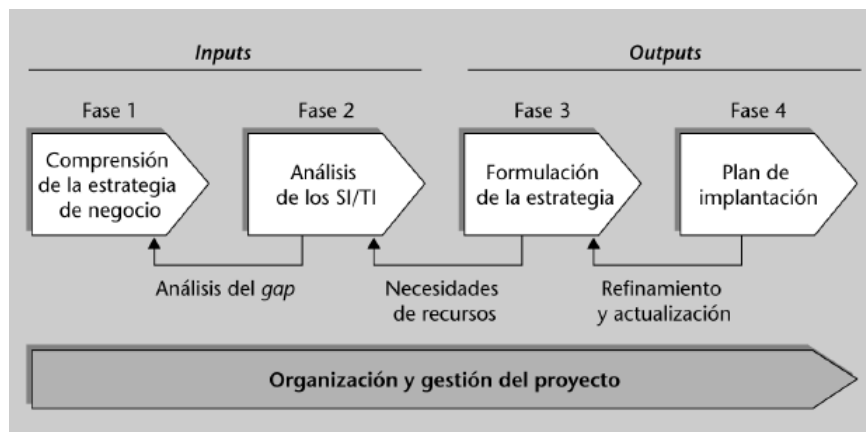 Inputs
Outputs
Fase 1
Fase 2
Fase 3
Fase 4
Comprensión
de la estrategia
de negocio
Análisis
de los SI/TI
Formulación
de la estrategia
Plan de
implantación
Análisis del gap
Necesidades
de recursos
Refinamiento
y actualización
Organización y gestión del proyecto